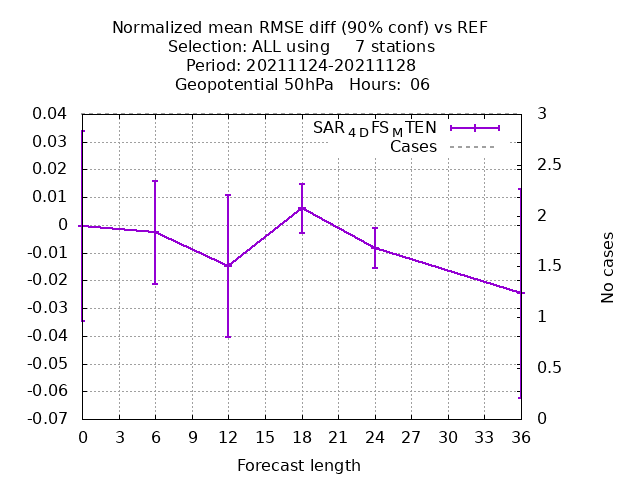 Normalized mean RMSE diff (90% conf) vs REF
Selection: ALL using     7 stations
Period: 20211124-20211128
Geopotential 50hPa   Hours:  06
SAR4DFSMTEN
Cases
0.04
0.03
0.02
0.01
0
-0.01
-0.02
-0.03
-0.04
-0.05
-0.06
-0.07
3
2.5
2
1.5
1
0.5
0
No cases
0 3 6 9 12 15 18 21 24 27 30 33 36
Forecast length